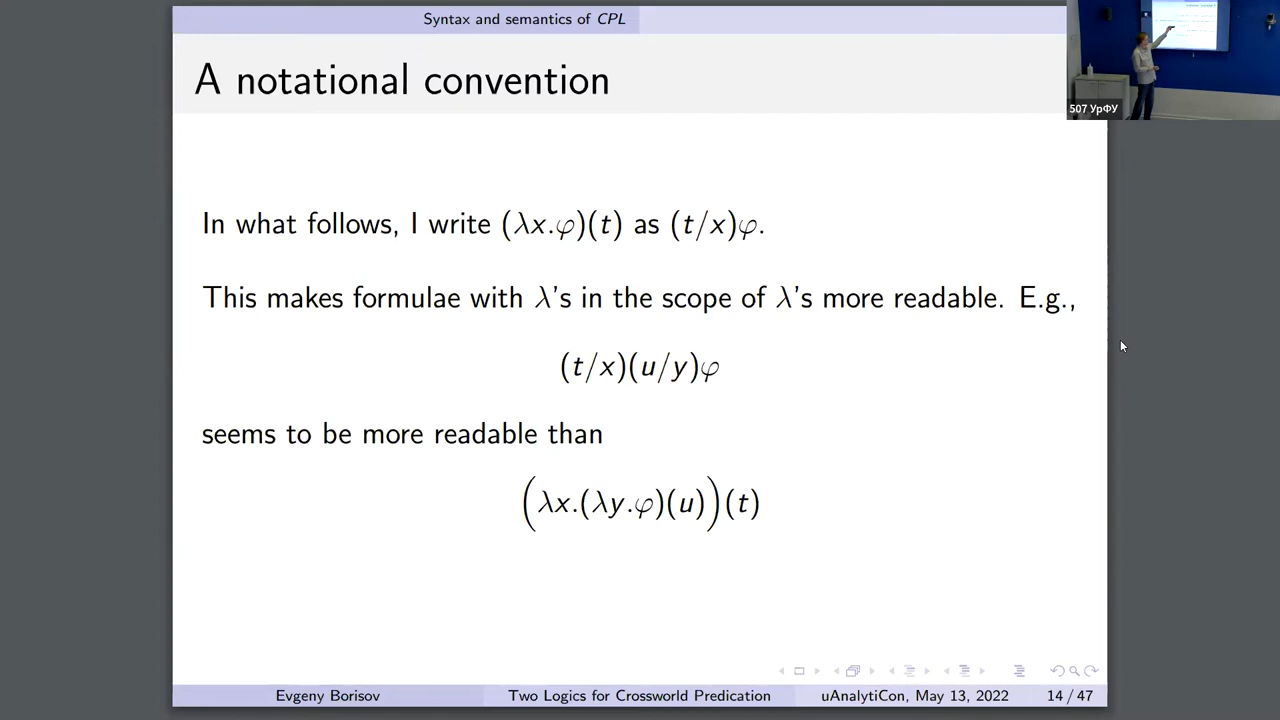 Syntax and semantics of CPL
A notational convention
507 УрФУ
In what follows, I write (λx.φ)(t) as (t/x)φ.
This makes formulae with λ's in the scope of λ's more readable. E.g.,
(t/x)(u/y)φ
seems to be more readable than
(λx.(λy.φ)(u))(t)
Evgeny Borisov
Two Logics for Crossworld Predication
uAnalytiCon, May 13, 2022
14 / 47